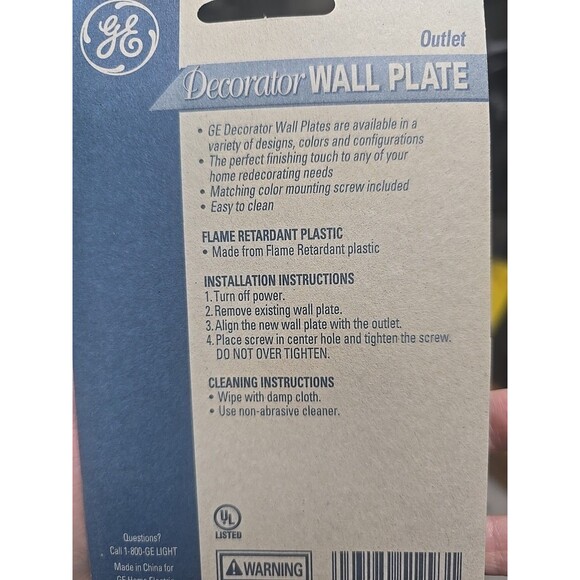 GE
Outlet
Decorator WALL PLATE
• GE Decorator Wall Plates are available in a
variety of designs, colors and configurations
• The perfect finishing touch to any of your
home redecorating needs
• Matching color mounting screw included
• Easy to clean
FLAME RETARDANT PLASTIC
• Made from Flame Retardant plastic
INSTALLATION INSTRUCTIONS
1. Turn off power.
2. Remove existing wall plate.
3. Align the new wall plate with the outlet.
4. Place screw in center hole and tighten the screw.
DO NOT OVER TIGHTEN.
CLEANING INSTRUCTIONS
• Wipe with damp cloth.
• Use non-abrasive cleaner.
UL
LISTED
Questions?
Call 1-800-GE LIGHT
Made in China for
GE Home Electric
WARNING